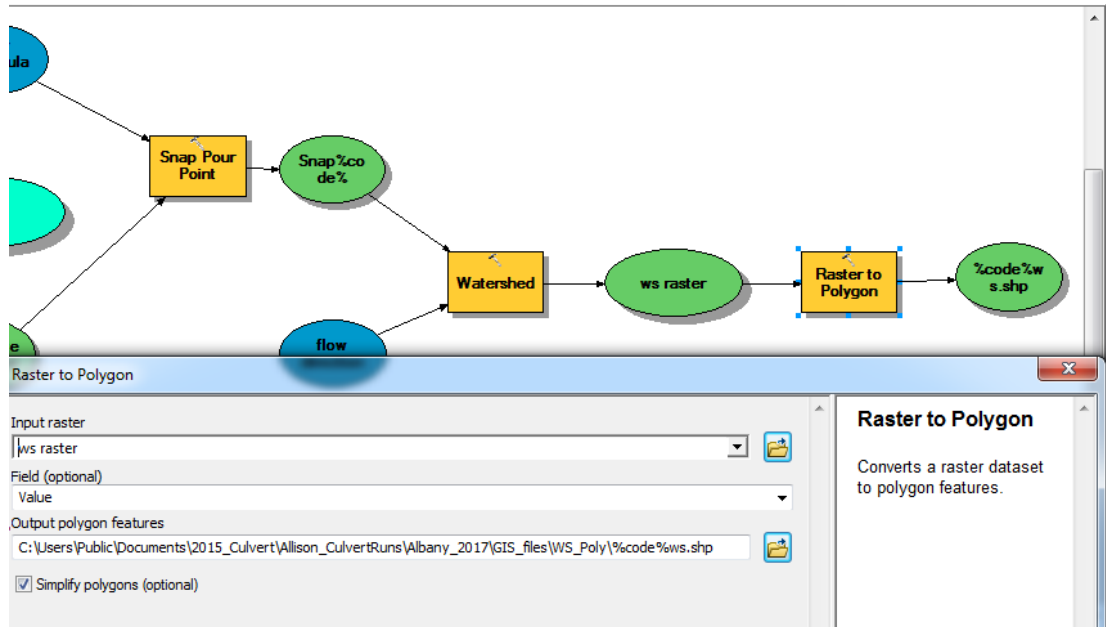 ula
Snap Pour
Point
Snap%co
de%
Watershed
ws raster
Raster to
Polygon
%code%w
s.shp
e
flow
Raster to Polygon
X
Input raster
ws raster
Field (optional)
Value
Output polygon features
C:\Users\Public\Documents\2015_Culvert\Allison_CulvertRuns\Albany_2017\GIS_files\WS_Poly\%code%ws.shp
Simplify polygons (optional)
Raster to Polygon
Converts a raster dataset
to polygon features.